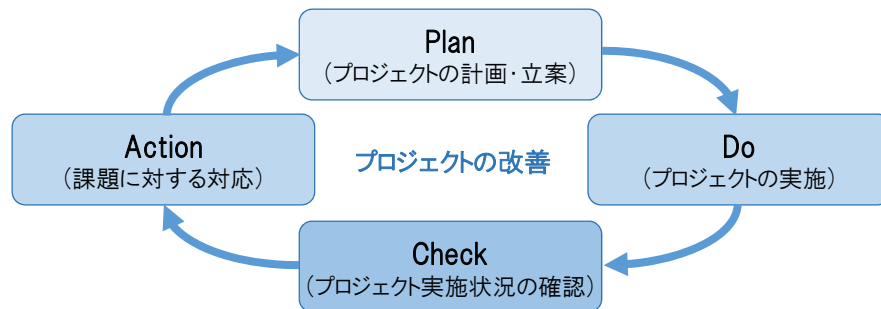 Plan
（プロジェクトの計画・立案）
Action
（課題に対する対応）
プロジェクトの改善
Do
（プロジェクトの実施）
Check
（プロジェクト実施状況の確認）